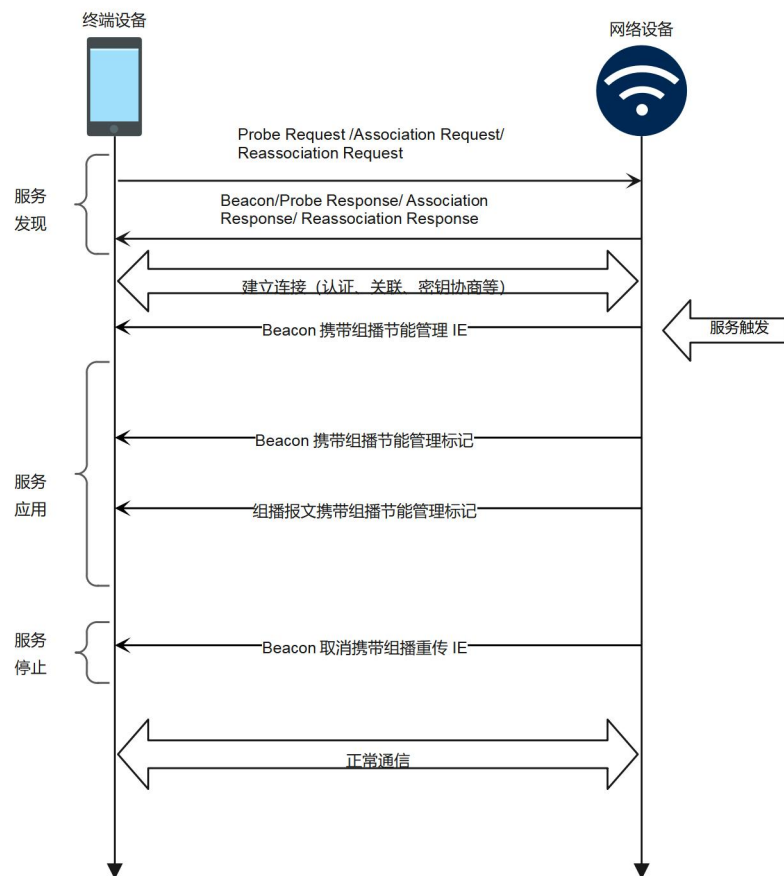 终端设备
网络设备
Probe Request /Association Request/
Reassociation Request
服务
发现
Beacon/Probe Response/ Association
Response/ Reassociation Response
建立连接（认证、关联、密钥协商等）
Beacon 携带组播节能管理 IE
服务触发
Beacon 携带组播节能管理标记
服务
应用
组播报文携带组播节能管理标记
服务
停止
Beacon 取消携带组播重传 IE
正常通信